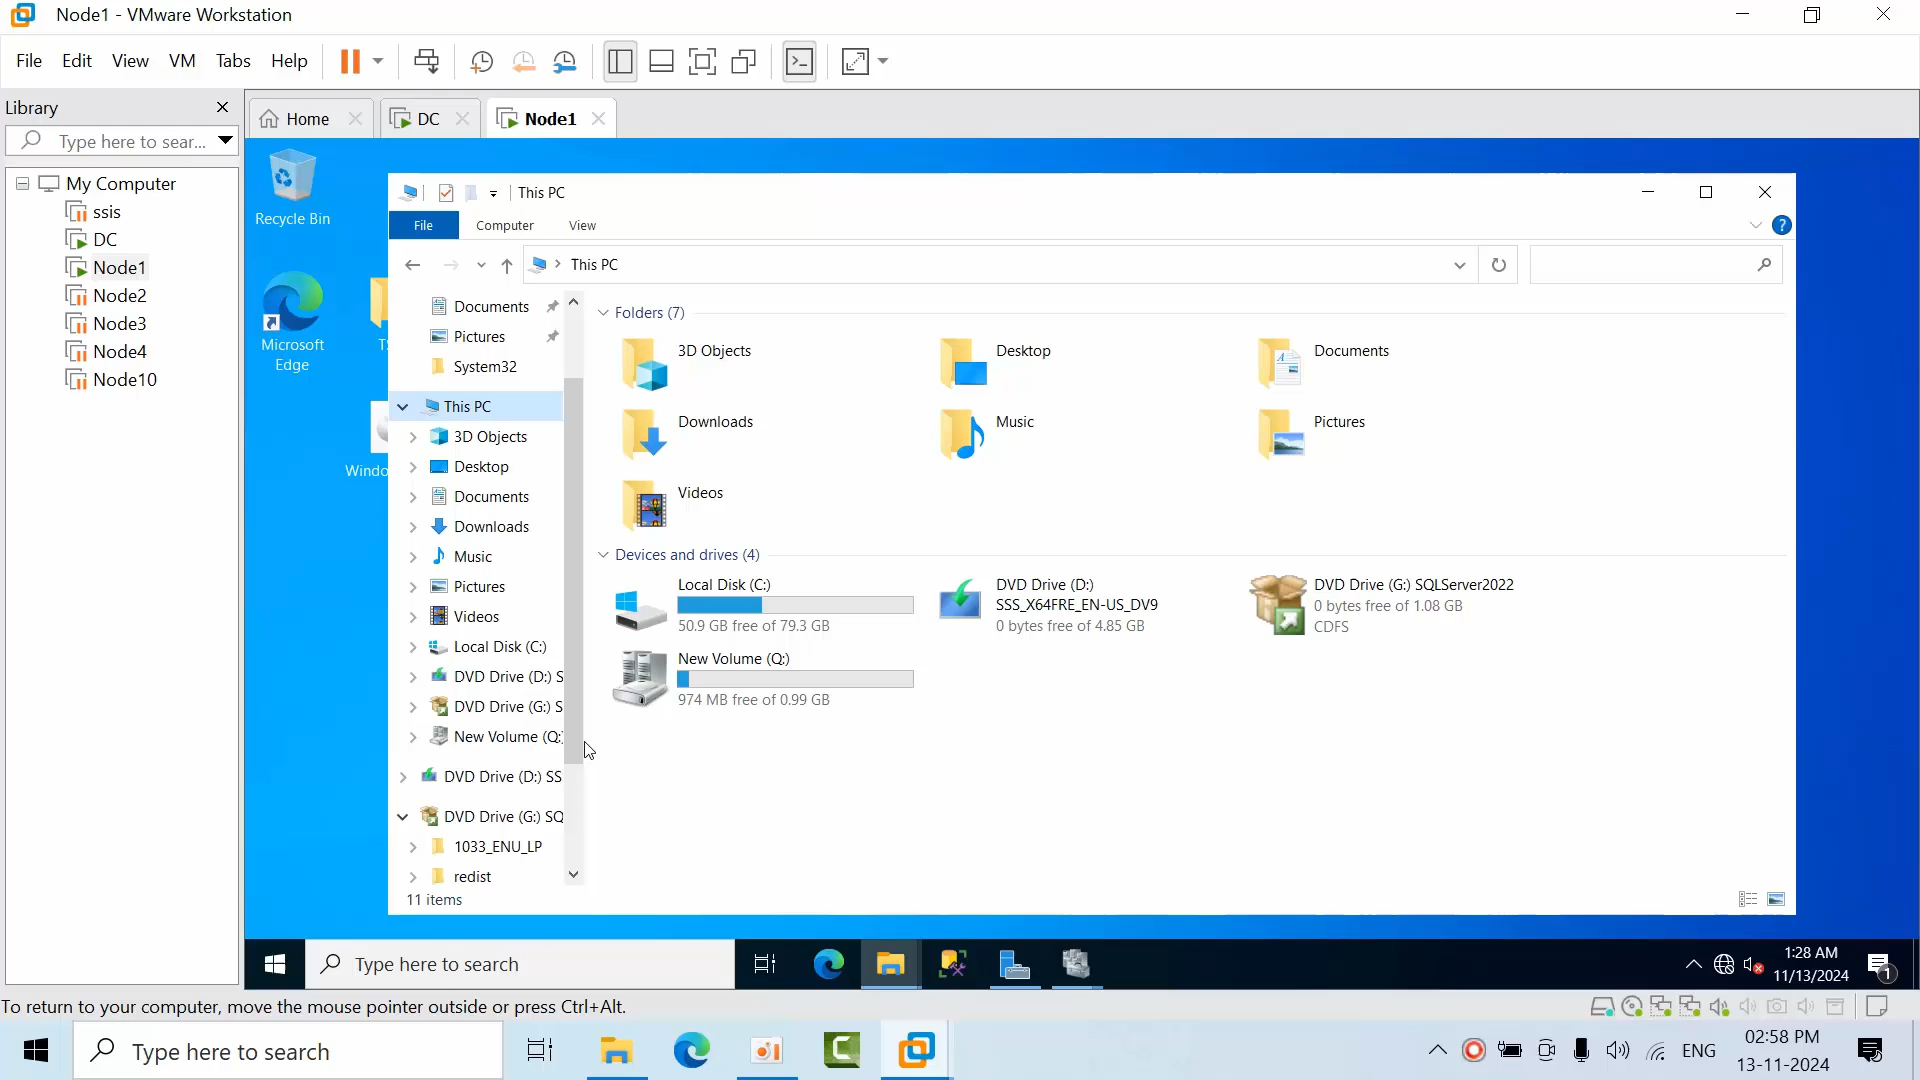 Node1 - VMware Workstation
File Edit View VM Tabs Help
Library
Type here to sear...
My Computer
ssis
DC
Node1
Node2
Node3
Node4
Node10
Home
DC
Node1
Recycle Bin
Microsoft
Edge
Windo
This PC
File Computer View
This PC
Documents
Pictures
System32
This PC
3D Objects
Desktop
Documents
Downloads
Music
Pictures
Videos
Local Disk (C:)
DVD Drive (D:) S
DVD Drive (G:) S
New Volume (Q:
DVD Drive (D:) SS
DVD Drive (G:) SQ
1033_ENU_LP
redist
11 items
Folders (7)
3D Objects
Desktop
Documents
Downloads
Music
Pictures
Videos
Devices and drives (4)
Local Disk (C:)
50.9 GB free of 79.3 GB
DVD Drive (D:)
SSS_X64FRE_EN-US_DV9
0 bytes free of 4.85 GB
DVD Drive (G:) SQLServer2022
0 bytes free of 1.08 GB
CDFS
New Volume (Q:)
974 MB free of 0.99 GB
Type here to search
1:28 AM
11/13/2024
1
To return to your computer, move the mouse pointer outside or press Ctrl+Alt.
Type here to search
ENG
02:58 PM
13-11-2024